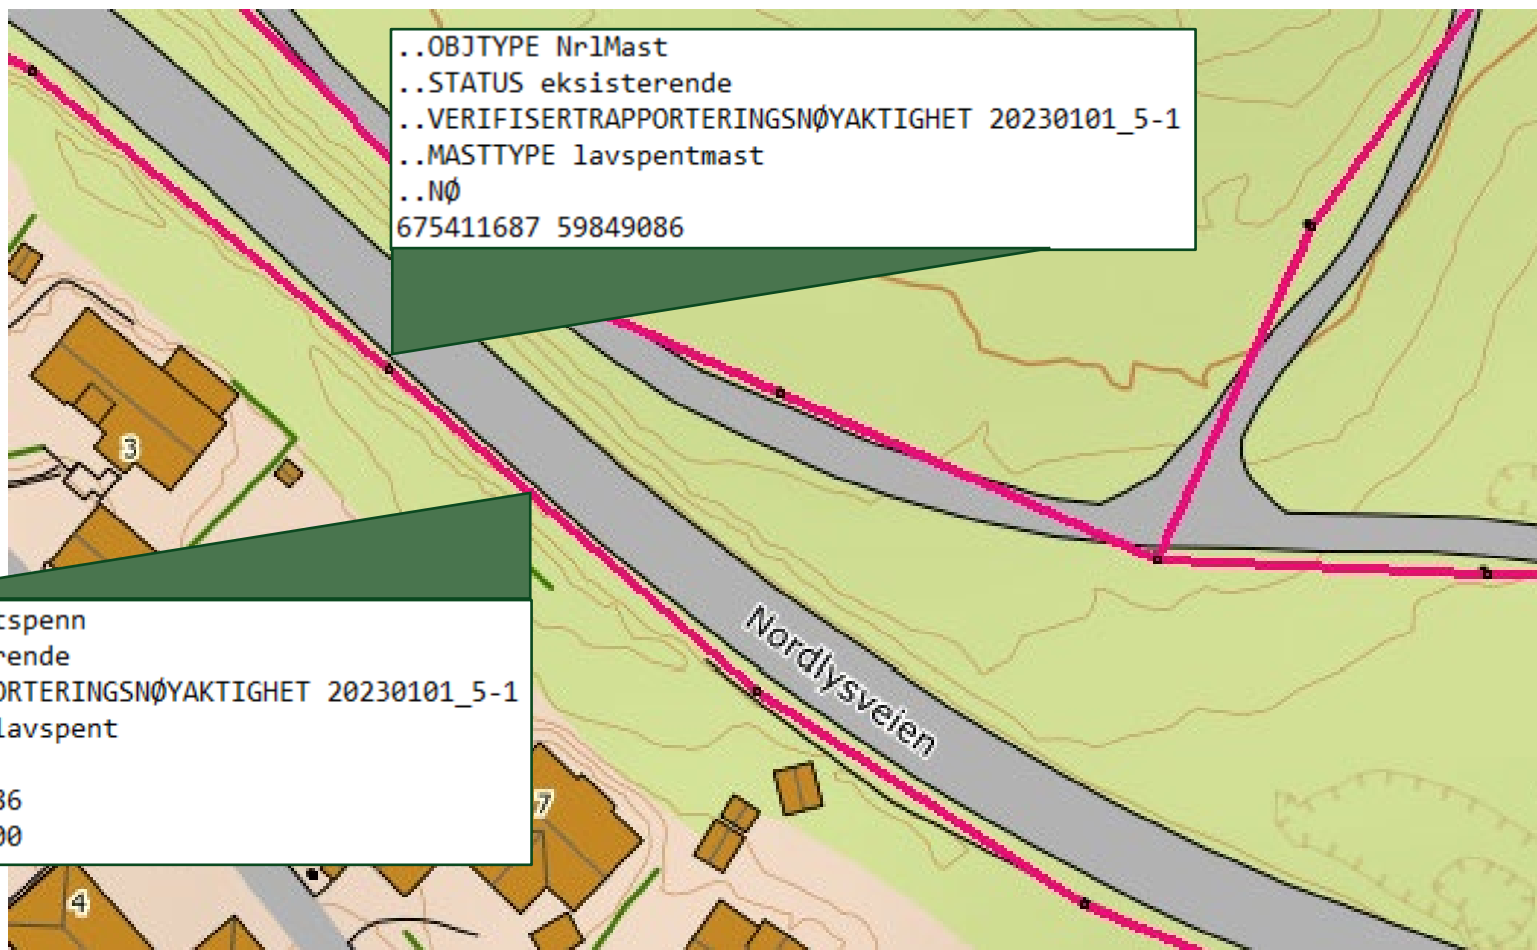 ..OBJTYPE NrlMast
..STATUS eksisterende
..VERIFISERTRAPPORTERINGSNØYAKTIGHET 20230101_5-1
..MASTTYPE lavspentmast
..NØ
675411687 59849086
3
tspenn
rende
ORTERINGSNØYAKTIGHET 20230101_5-1
lavspent
36
00
Nordlysveien
7
4